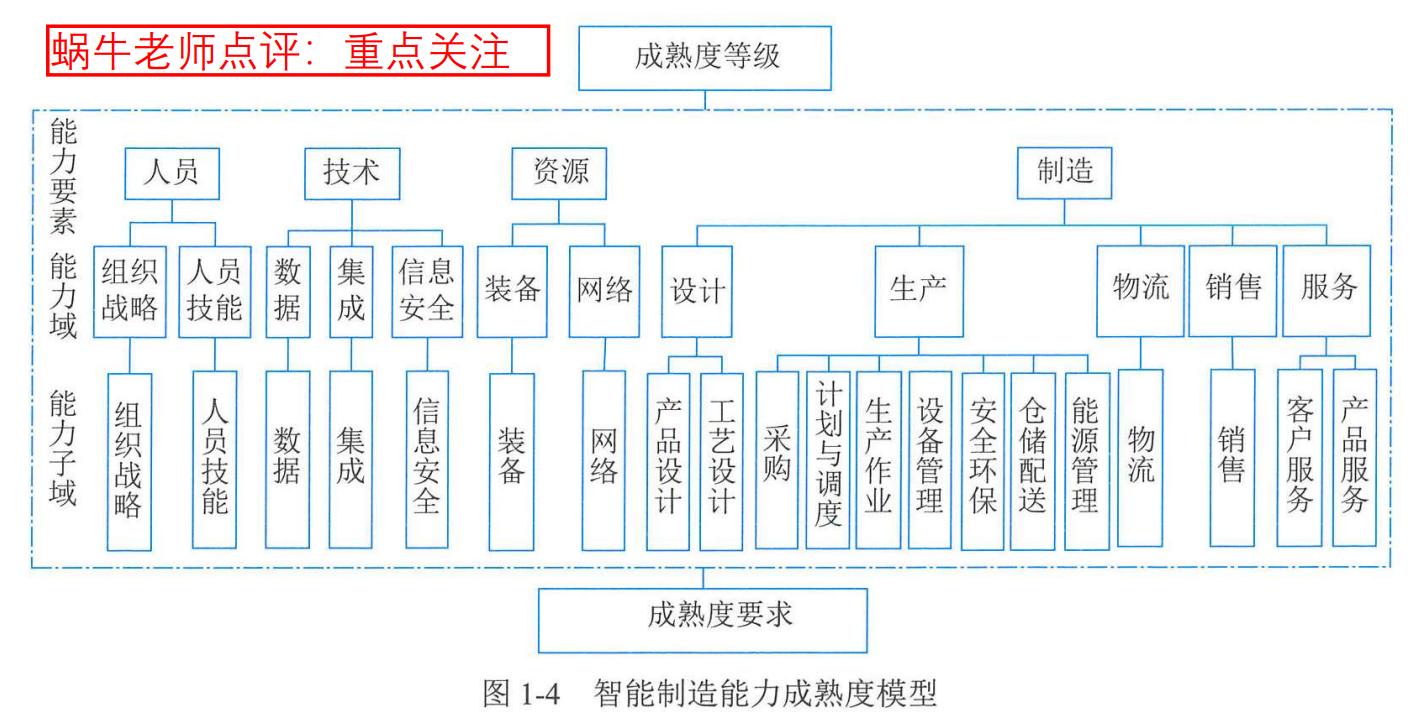 蜗牛老师点评：重点关注
成熟度等级
能力要素
人员
技术
资源
制造
能力域
组织
战略
人员
技能
数据
集成
信息
安全
装备
网络
设计
生产
物流
销售
服务
能力子域
组织战略
人员技能
数据
集成
信息安全
装备
网络
产品设计
工艺设计
采购
计划与调度
生产作业
设备管理
安全环保
仓储配送
能源管理
物流
销售
客户服务
产品服务
成熟度要求
图 1-4 智能制造能力成熟度模型